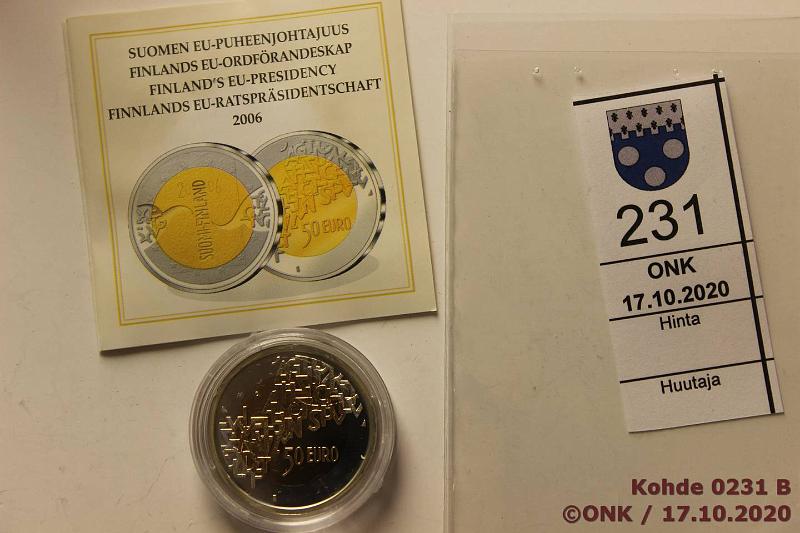 SUOMEN EU-PUHEENJOHTAJUUS
FINLANDS EU-ORDFÖRANDESKAP
FINLAND'S EU-PRESIDENCY
FINNLANDS EU-RATSPRÄSIDENTSCHAFT
2006
SUOMI FINLAND
50 EURO
50 EURO
231
ONK
17.10.2020
Hinta
Huutaja
Kohde 0231 B
©ONK / 17.10.2020